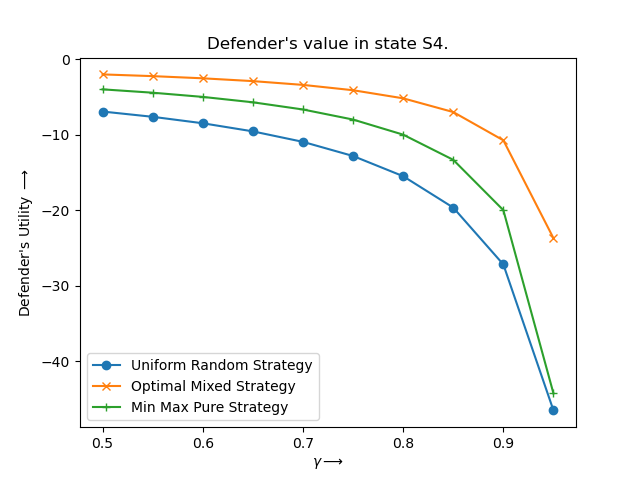 Defender's value in state S4.
Defender's Utility ⟶
0
−10
−20
−30
−40
Uniform Random Strategy
Optimal Mixed Strategy
Min Max Pure Strategy
0.5 0.6 0.7 0.8 0.9
γ⟶